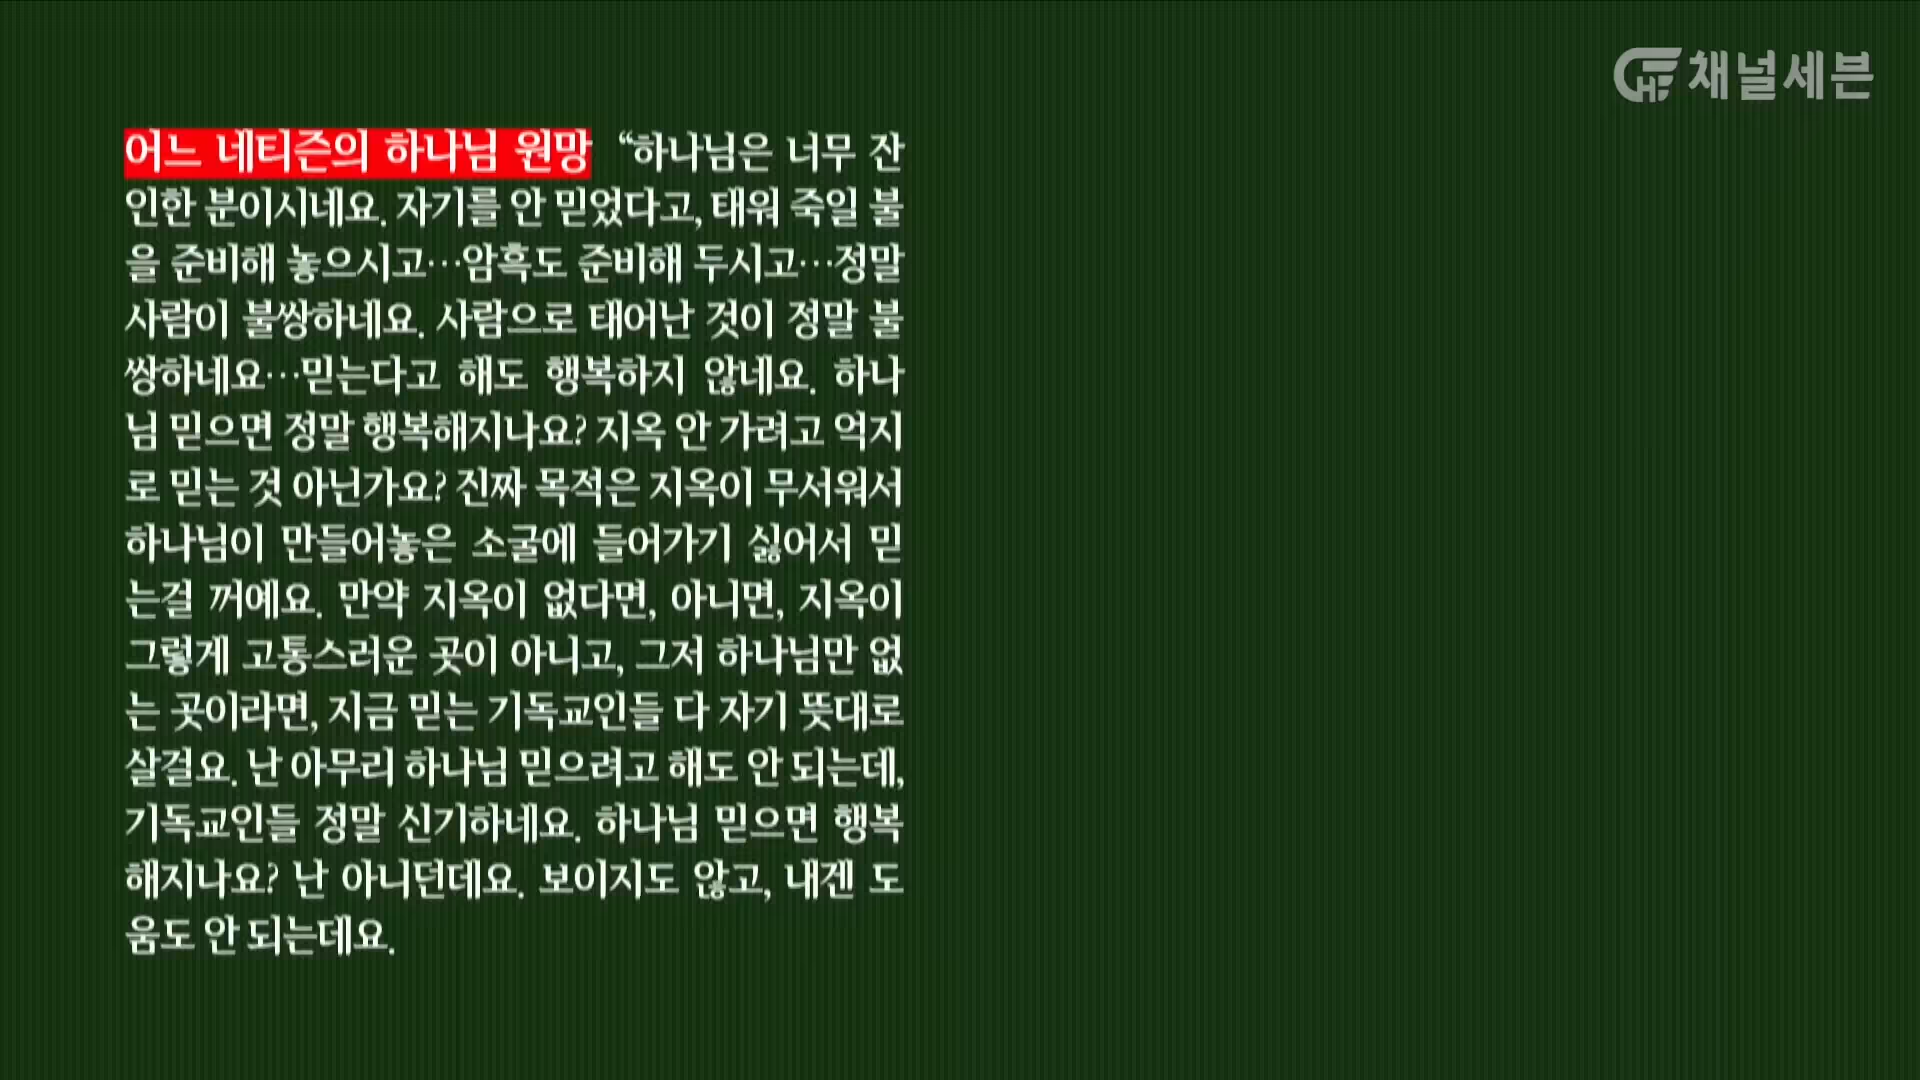 채널세븐
어느 네티즌의 하나님 원망 “하나님은 너무 잔
인한 분이시네요. 자기를 안 믿었다고, 태워 죽일 불
을 준비해 놓으시고…암흑도 준비해 두시고…정말
사람이 불쌍하네요. 사람으로 태어난 것이 정말 불
쌍하네요…믿는다고 해도 행복하지 않네요. 하나
님 믿으면 정말 행복해지나요? 지옥 안 가려고 억지
로 믿는 것 아닌가요? 진짜 목적은 지옥이 무서워서
하나님이 만들어놓은 소굴에 들어가기 싫어서 믿
는걸 꺼예요. 만약 지옥이 없다면, 아니면, 지옥이
그렇게 고통스러운 곳이 아니고, 그저 하나님만 없
는 곳이라면, 지금 믿는 기독교인들 다 자기 뜻대로
살걸요. 난 아무리 하나님 믿으려고 해도 안 되는데,
기독교인들 정말 신기하네요. 하나님 믿으면 행복
해지나요? 난 아니던데요. 보이지도 않고, 내겐 도
움도 안 되는데요.